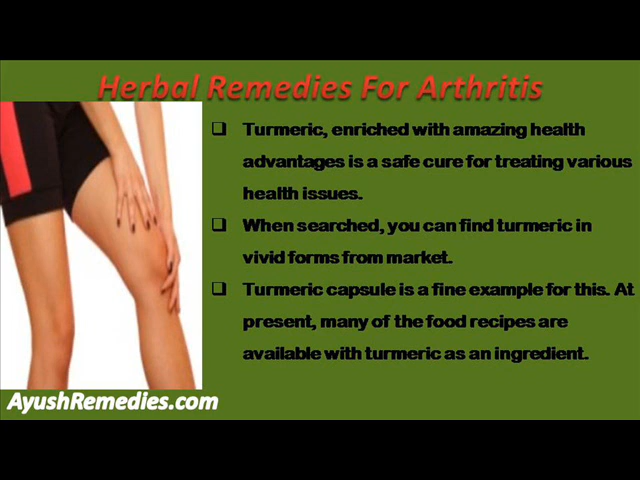 Herbal Remedies For Arthritis
❑ Turmeric, enriched with amazing health
advantages is a safe cure for treating various
health issues.
❑ When searched, you can find turmeric in
vivid forms from market.
❑ Turmeric capsule is a fine example for this. At
present, many of the food recipes are
available with turmeric as an ingredient.
AyushRemedies.com